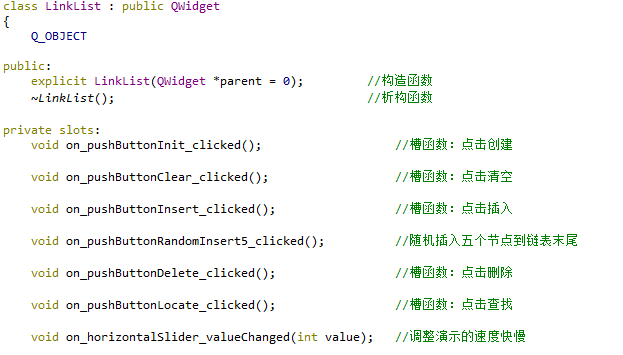 class LinkList : public QWidget
{
    Q_OBJECT
public:
    explicit LinkList(QWidget *parent = 0);         //构造函数
    ~LinkList();                                    //析构函数
private slots:
    void on_pushButtonInit_clicked();                   //槽函数：点击创建
    void on_pushButtonClear_clicked();                  //槽函数：点击清空
    void on_pushButtonInsert_clicked();                 //槽函数：点击插入
    void on_pushButtonRandomInsert5_clicked();          //随机插入五个节点到链表末尾
    void on_pushButtonDelete_clicked();                 //槽函数：点击删除
    void on_pushButtonLocate_clicked();                 //槽函数：点击查找
    void on_horizontalSlider_valueChanged(int value);   //调整演示的速度快慢